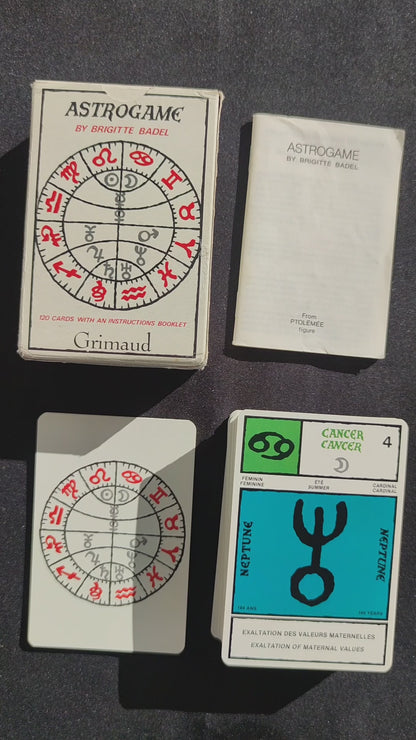 ASTROGAME
BY BRIGITTE BADEL
120 CARDS WITH AN INSTRUCTIONS BOOKLET
Grimaud
ASTROGAME
BY BRIGITTE BADEL
From
PTOLÉMÉE
figure
CANCER
CANCER
4
FEMININ
FEMININE
ÉTÉ
SUMMER
CARDINAL
CARDINAL
NEPTUNE
NEPTUNE
164 ANS
164 YEARS
EXALTATION DES VALEURS MATERNELLES
EXALTATION OF MATERNAL VALUES